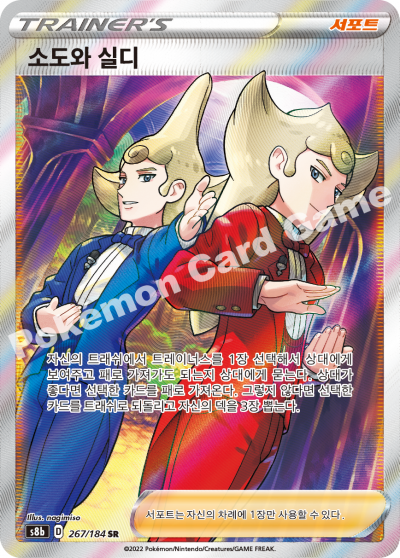 TRAINER'S
서포트
소도와 실디
Pokémon Card Game
자신의 트래쉬에서 트레이너스를 1장 선택해서 상대에게
보여주고 패로 가져가도 되는지 상대에게 묻는다. 상대가
좋다면 선택한 카드를 패로 가져온다. 그렇지 않다면 선택한
카드를 트래쉬로 되돌리고 자신의 덱을 3장 뽑는다.
Illus. nagimiso
s8b D 267/184 SR
서포트는 자신의 차례에 1장만 사용할 수 있다.
©2022 Pokémon/Nintendo/Creatures/GAME FREAK.